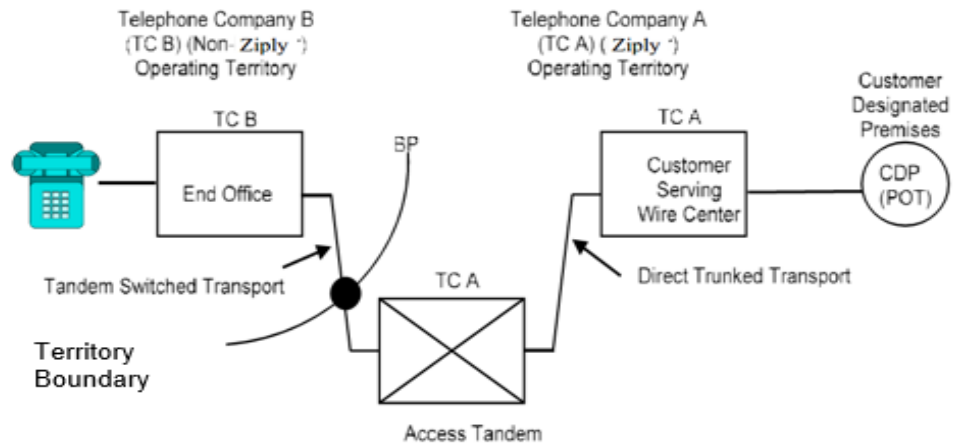 Telephone Company B
(TC B) (Non- Ziply )
Operating Territory
Telephone Company A
(TC A) ( Ziply )
Operating Territory
Customer
Designated
Premises
TC B
End Office
BP
TC A
Customer
Serving
Wire Center
CDP
(POT)
Tandem Switched Transport
TC A
Direct Trunked Transport
Territory
Boundary
Access Tandem